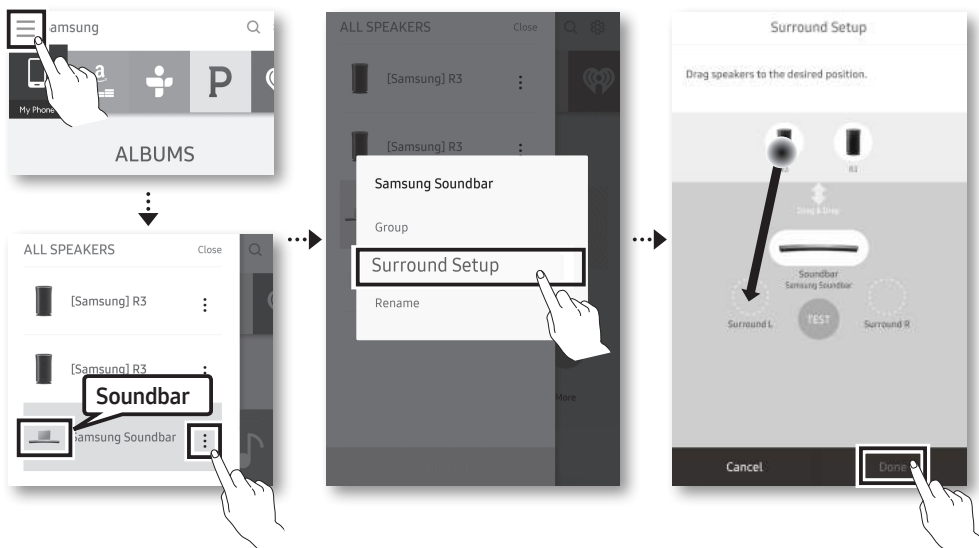 Samsung
a
P
My Phone
ALBUMS
ALL SPEAKERS Close
[Samsung] R3
[Samsung] R3
Soundbar
Samsung Soundbar
ALL SPEAKERS Close
[Samsung] R3
[Samsung] R3
Samsung Soundbar
Group
Surround Setup
Rename
More
Surround Setup
Drag speakers to the desired position.
R3
R3
Drag & Drop
Soundbar
Samsung Soundbar
Surround L
TEST
Surround R
Cancel
Done